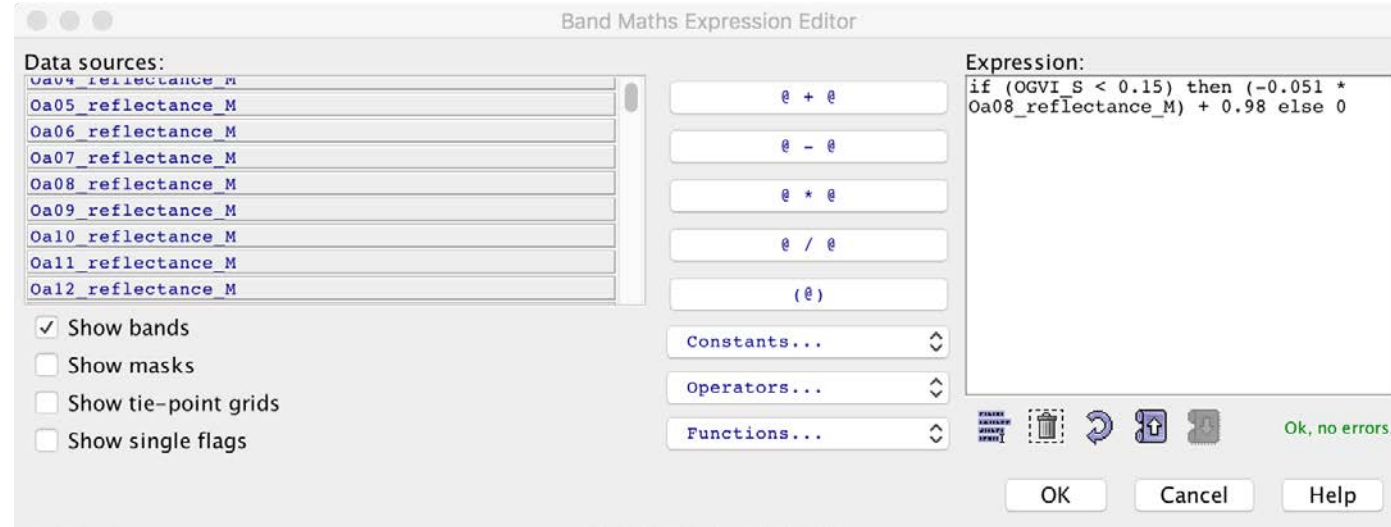 Band Maths Expression Editor
Data sources:
Oa04_reflectance_M
Oa05_reflectance_M
Oa06_reflectance_M
Oa07_reflectance_M
Oa08_reflectance_M
Oa09_reflectance_M
Oa10_reflectance_M
Oa11_reflectance_M
Oa12_reflectance_M
Show bands
Show masks
Show tie-point grids
Show single flags
@ + @
@ - @
@ * @
@ / @
(@)
Constants...
Operators...
Functions...
Expression:
if (OGVI_S < 0.15) then (-0.051 *
Oa08_reflectance_M) + 0.98 else 0
Ok, no errors.
OK
Cancel
Help